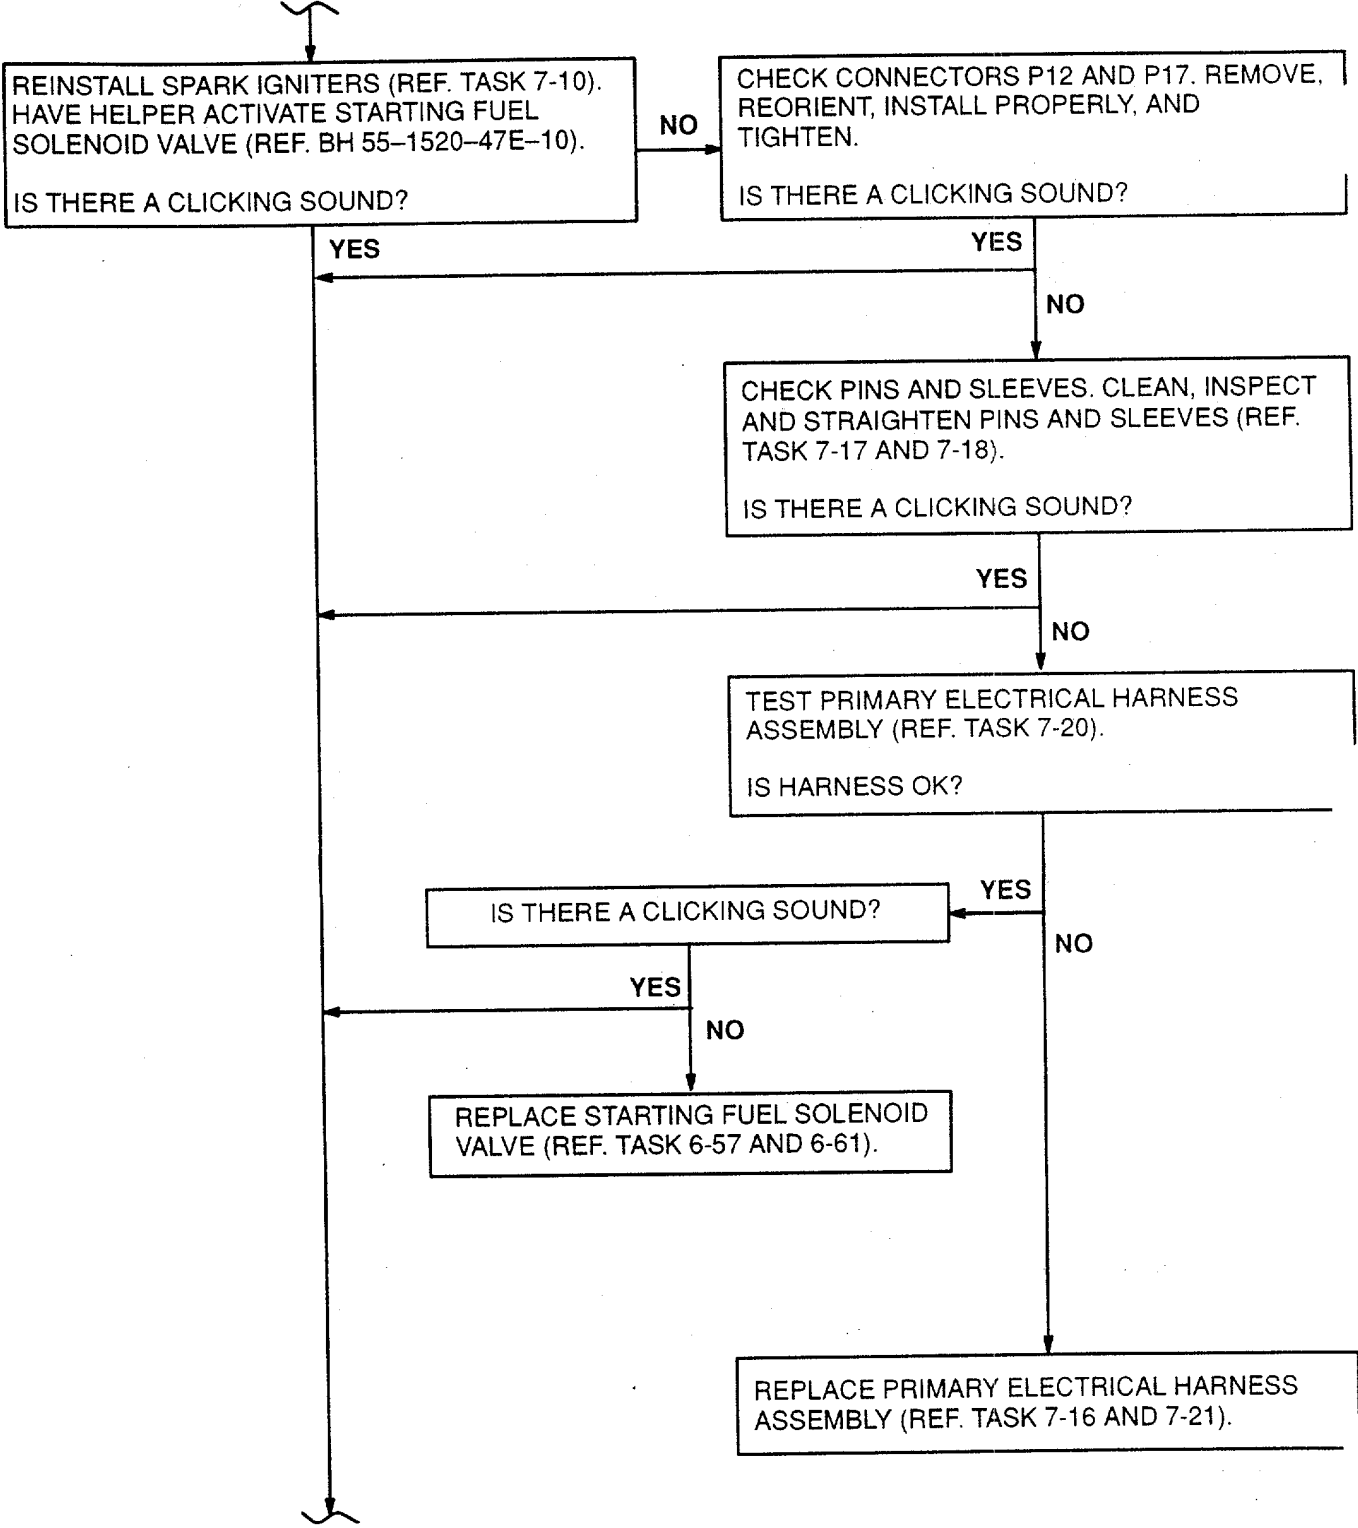 REINSTALL SPARK IGNITERS (REF. TASK 7-10).
HAVE HELPER ACTIVATE STARTING FUEL
SOLENOID VALVE (REF. BH 55–1520–47E–10).
IS THERE A CLICKING SOUND?
NO
CHECK CONNECTORS P12 AND P17. REMOVE,
REORIENT, INSTALL PROPERLY, AND
TIGHTEN.
IS THERE A CLICKING SOUND?
YES
YES
NO
CHECK PINS AND SLEEVES. CLEAN, INSPECT
AND STRAIGHTEN PINS AND SLEEVES (REF.
TASK 7-17 AND 7-18).
IS THERE A CLICKING SOUND?
YES
NO
TEST PRIMARY ELECTRICAL HARNESS
ASSEMBLY (REF. TASK 7-20).
IS HARNESS OK?
YES
IS THERE A CLICKING SOUND?
NO
YES
NO
REPLACE STARTING FUEL SOLENOID
VALVE (REF. TASK 6-57 AND 6-61).
REPLACE PRIMARY ELECTRICAL HARNESS
ASSEMBLY (REF. TASK 7-16 AND 7-21).